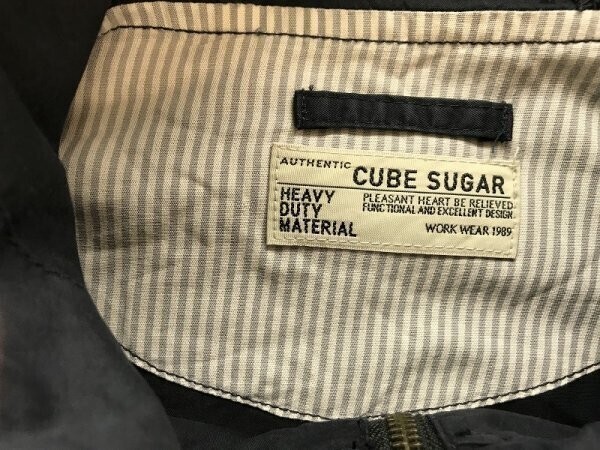 AUTHENTIC CUBE SUGAR
HEAVY
DUTY
MATERIAL
PLEASANT HEART BE RELIEVED
FUNCTIONAL AND EXCELLENT DESIGN.
WORK WEAR 1989